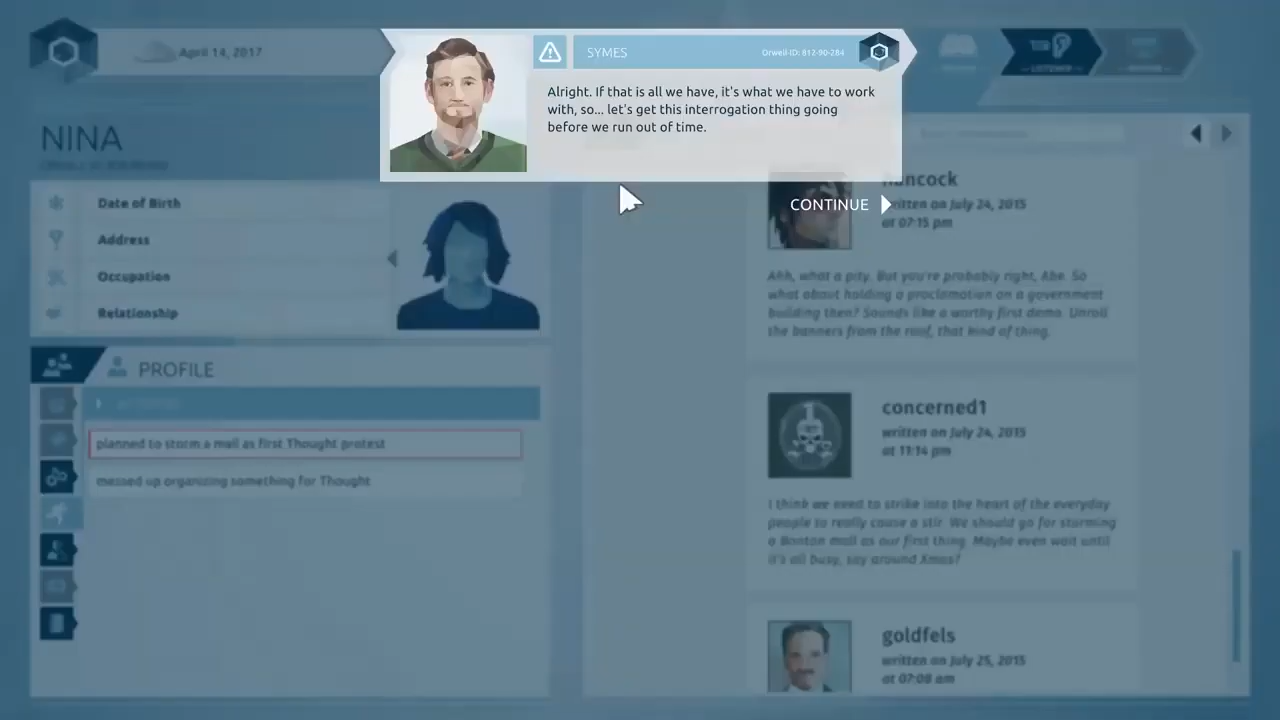 April 14, 2017
SYMES
Orwell-ID: 812-90-284
Alright. If that is all we have, it's what we have to work
with, so... let's get this interrogation thing going
before we run out of time.
CONTINUE
NINA
Date of Birth
Address
Occupation
Relationship
PROFILE
planned to storm a mall as first Thought protest
messed up organizing something for Thought
hancock
written on July 24, 2015
at 07:15 pm
Ahh, what a pity. But you're probably right, Abe. So
what about holding a proclamation on a government
building then? Sounds like a worthy first demo. Unroll
the banners from the roof, that kind of thing.
concerned1
written on July 24, 2015
at 11:14 pm
I think we need to strike into the heart of the everyday
people to really cause a stir. We should go for storming
a Bonton mall as our first thing. Maybe even wait until
it's all busy, say around Xmas?
goldfels
written on July 25, 2015
at 07:08 am